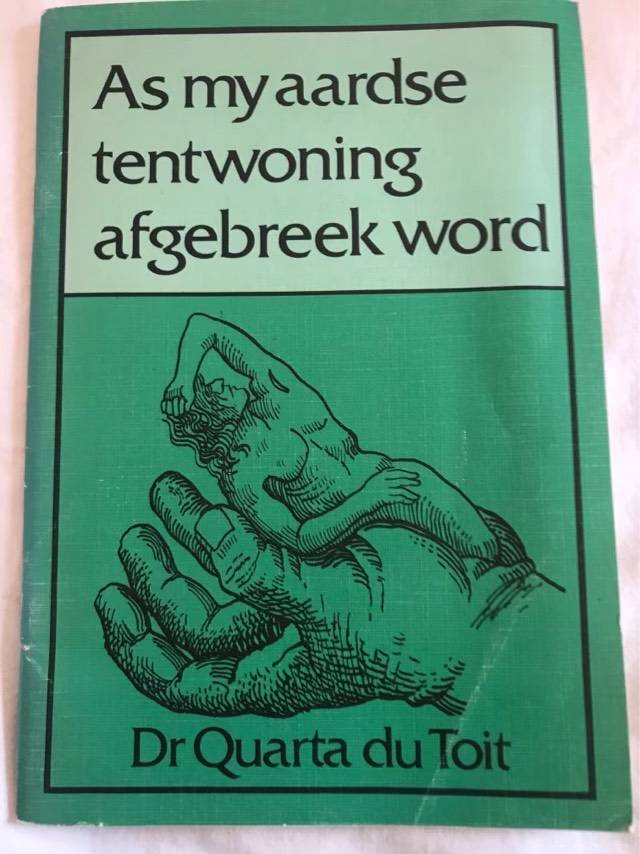 As my aardse
tentwoning
afgebreek word
Dr Quarta du Toit